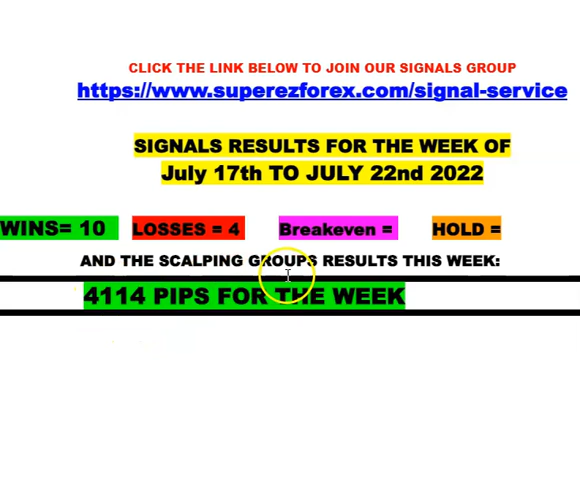 CLICK THE LINK BELOW TO JOIN OUR SIGNALS GROUP
https://www.superezforex.com/signal-service
SIGNALS RESULTS FOR THE WEEK OF
July 17th TO JULY 22nd 2022
WINS= 10 LOSSES = 4 Breakeven = HOLD =
AND THE SCALPING GROUPS RESULTS THIS WEEK:
4114 PIPS FOR THE WEEK